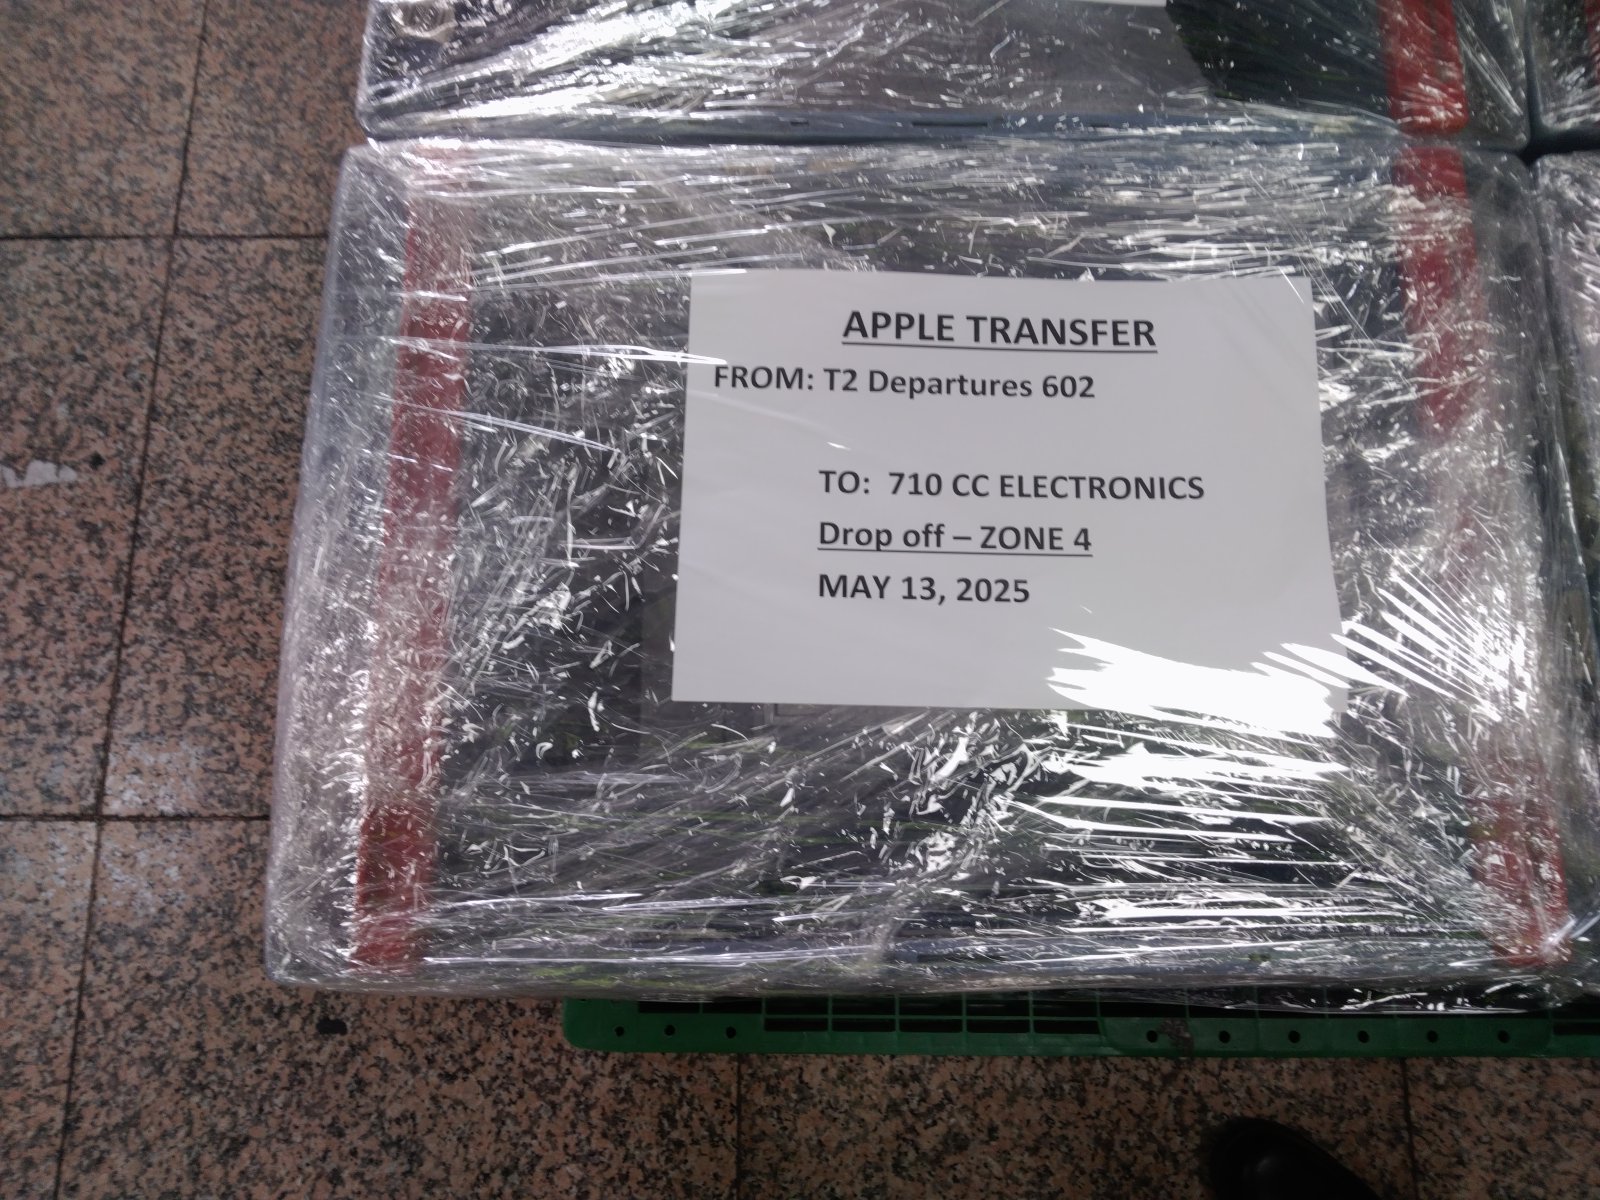 APPLE TRANSFER
FROM: T2 Departures 602
TO: 710 CC ELECTRONICS
Drop off – ZONE 4
MAY 13, 2025